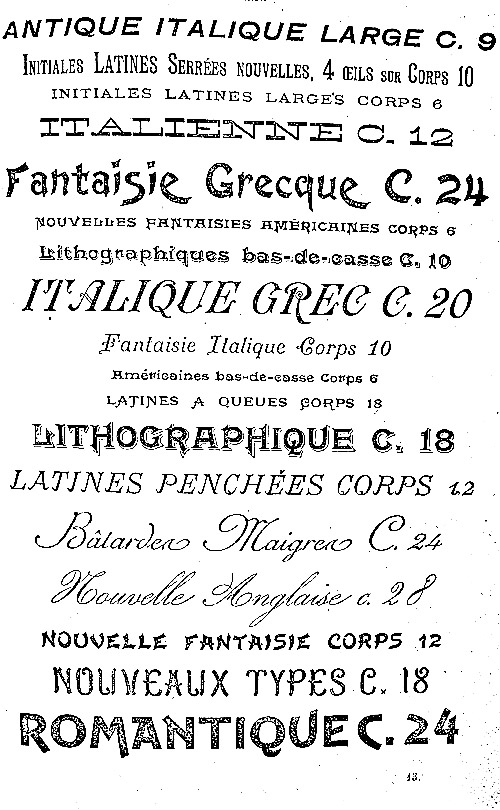 ANTIQUE ITALIQUE LARGE C. 9
INITIALES LATINES SERRÉES NOUVELLES, 4 ŒILS SUR CORPS 10
INITIALES LATINES LARGES CORPS 6
ITALIENNE C. 12
Fantaisie Grecque C. 24
NOUVELLES FANTAISIES AMÉRICAINES CORPS 6
Lithographiques bas-de-casse C. 10
ITALIQUE GREC C. 20
Fantaisie Italique Corps 10
Américaines bas-de-casse Corps 6
LATINES A QUEUES CORPS 18
LITHOGRAPHIQUE C. 18
LATINES PENCHÉES CORPS 12
Bâtardes Maigres C. 24
Nouvelle Anglaise c. 28
NOUVELLE FANTAISIE CORPS 12
NOUVEAUX TYPES C. 18
ROMANTIQUE C. 24
13.